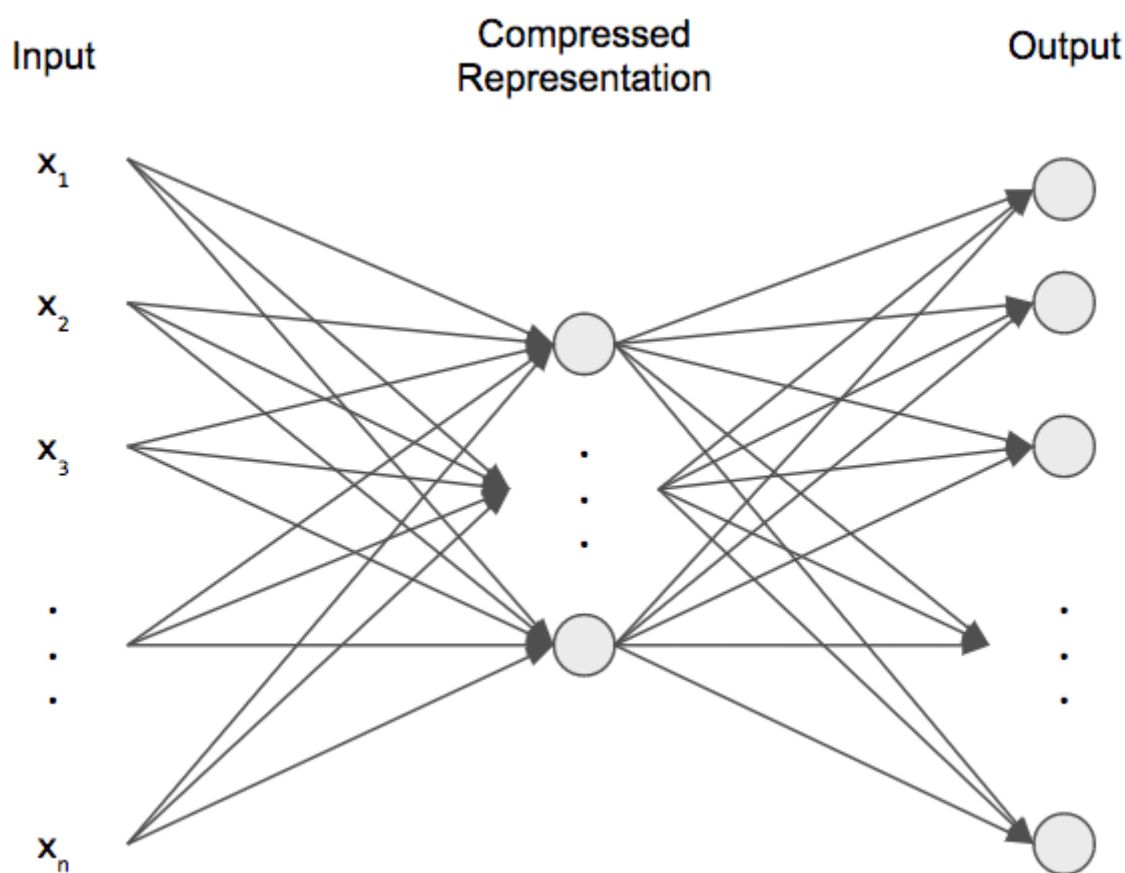 Input
Compressed
Representation
Output
x₁
x₂
x₃
.
.
.
xₙ
.
.
.
.
.
.